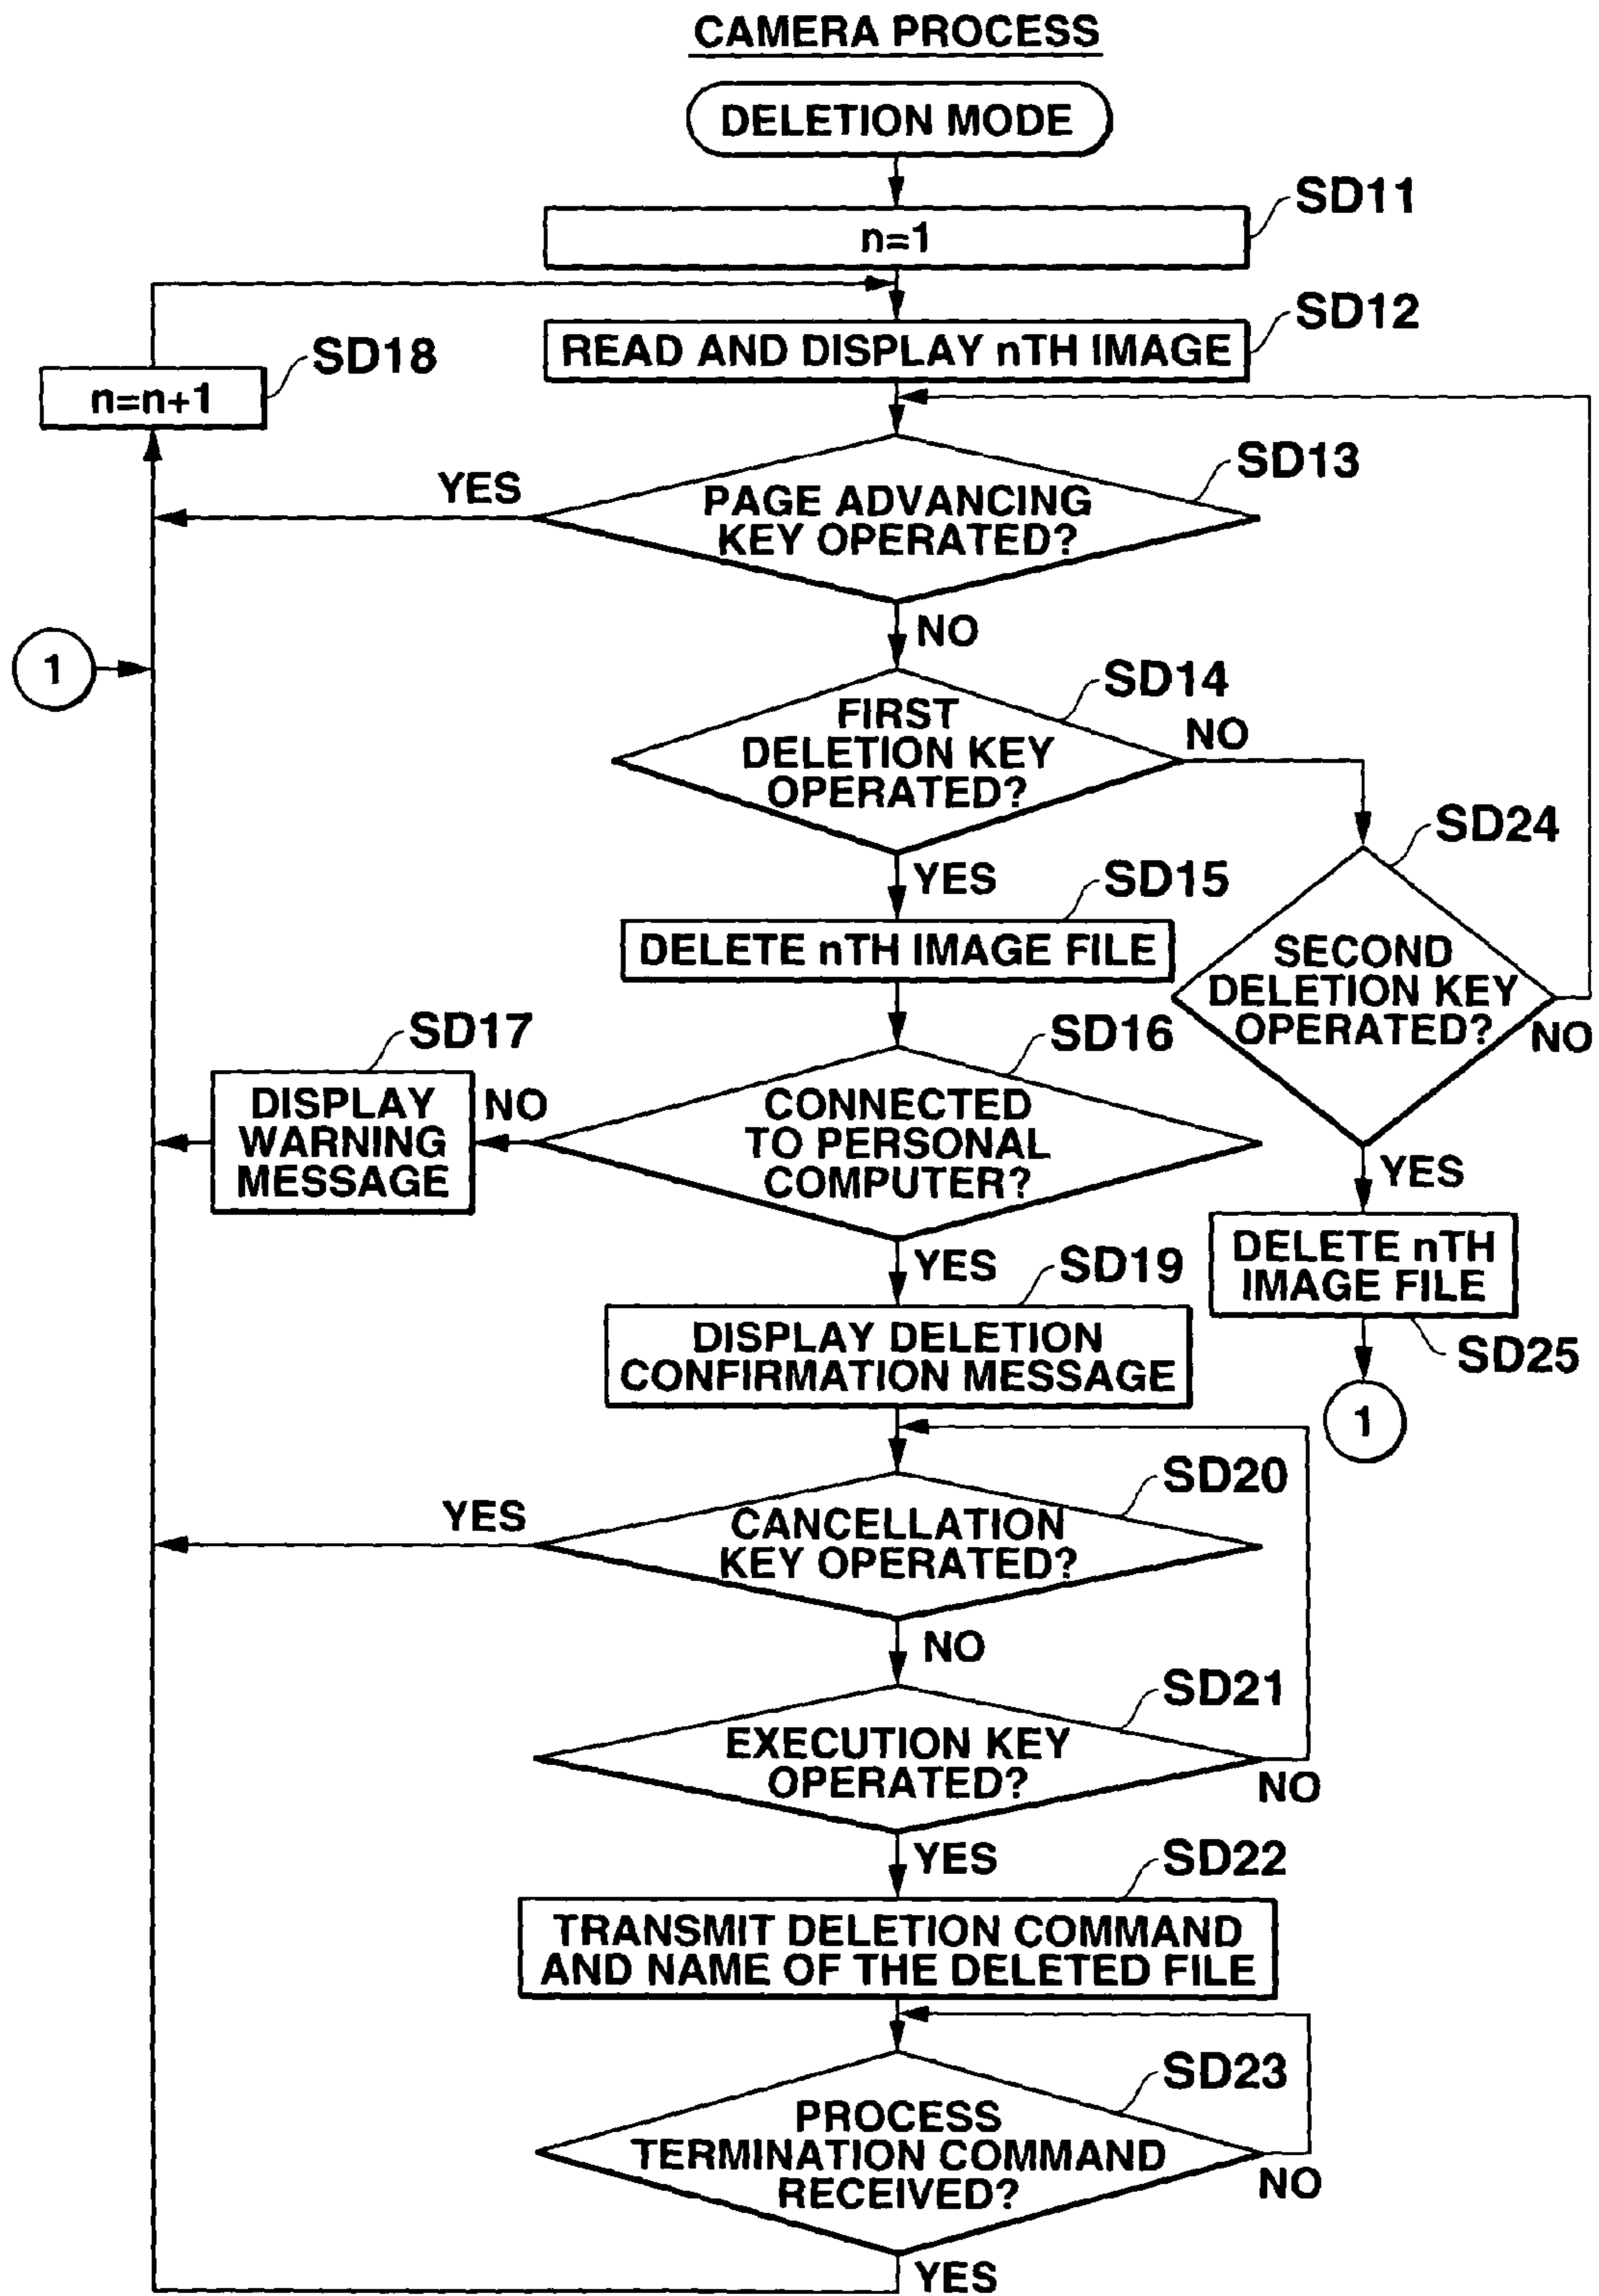 CAMERA PROCESS
DELETION MODE
SD11
n=1
SD12
READ AND DISPLAY nTH IMAGE
SD18
n=n+1
SD13
YES
PAGE ADVANCING
KEY OPERATED?
NO
1
SD14
FIRST
DELETION KEY
OPERATED?
NO
SD24
YES
SD15
DELETE nTH IMAGE FILE
SECOND
DELETION KEY
OPERATED?
NO
SD17
SD16
DISPLAY
WARNING
MESSAGE
NO
CONNECTED
TO PERSONAL
COMPUTER?
YES
YES
SD19
DELETE nTH
IMAGE FILE
SD25
DISPLAY DELETION
CONFIRMATION MESSAGE
1
SD20
YES
CANCELLATION
KEY OPERATED?
NO
SD21
EXECUTION KEY
OPERATED?
NO
YES
SD22
TRANSMIT DELETION COMMAND
AND NAME OF THE DELETED FILE
SD23
PROCESS
TERMINATION COMMAND
RECEIVED?
NO
YES